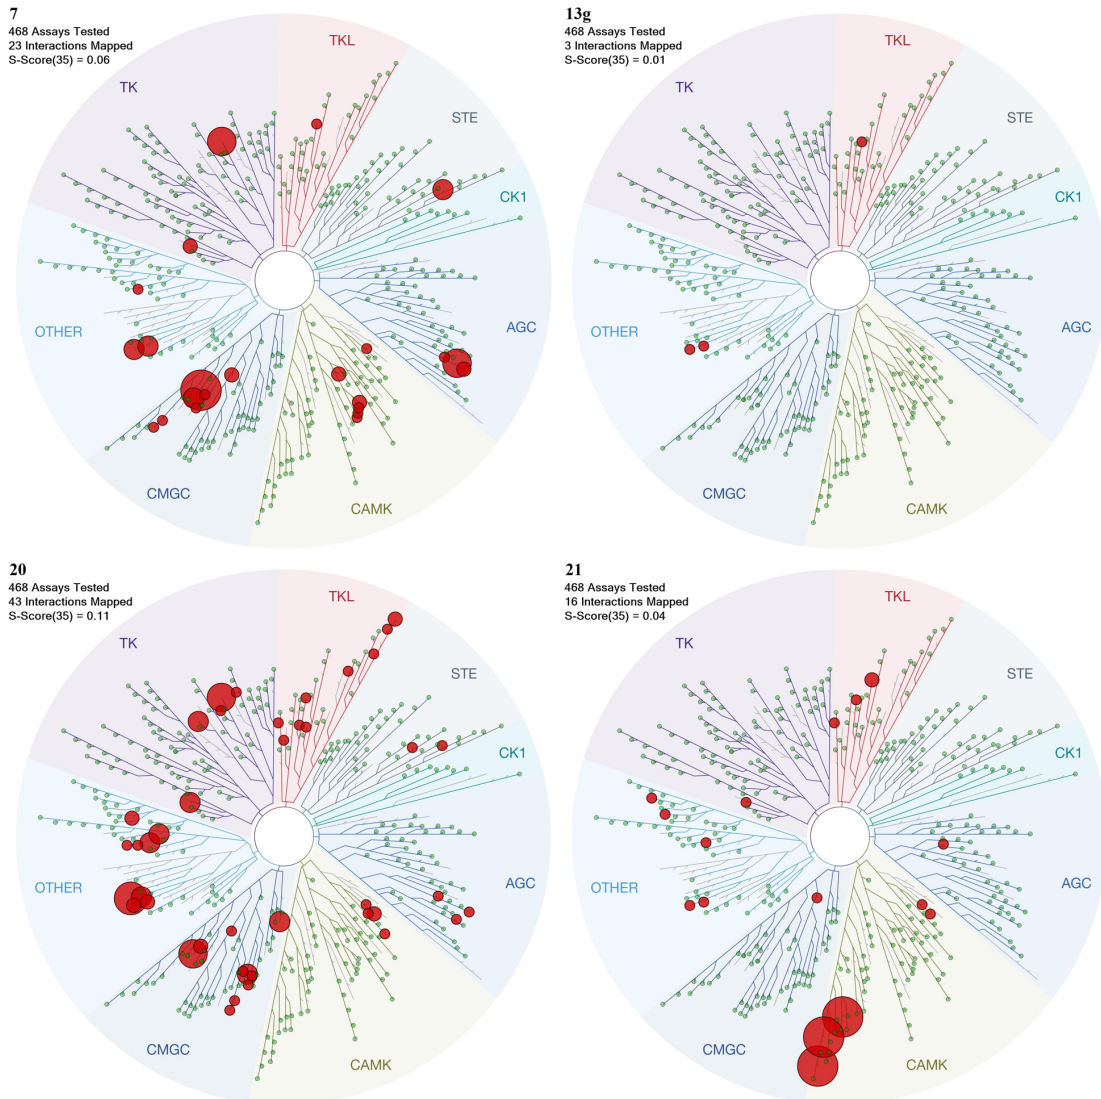 7
468 Assays Tested
23 Interactions Mapped
S-Score(35) = 0.06
TK
TKL
STE
CK1
AGC
CAMK
CMGC
OTHER
13g
468 Assays Tested
3 Interactions Mapped
S-Score(35) = 0.01
TK
TKL
STE
CK1
AGC
CAMK
CMGC
OTHER
20
468 Assays Tested
43 Interactions Mapped
S-Score(35) = 0.11
TK
TKL
STE
CK1
AGC
CAMK
CMGC
OTHER
21
468 Assays Tested
16 Interactions Mapped
S-Score(35) = 0.04
TK
TKL
STE
CK1
AGC
CAMK
CMGC
OTHER